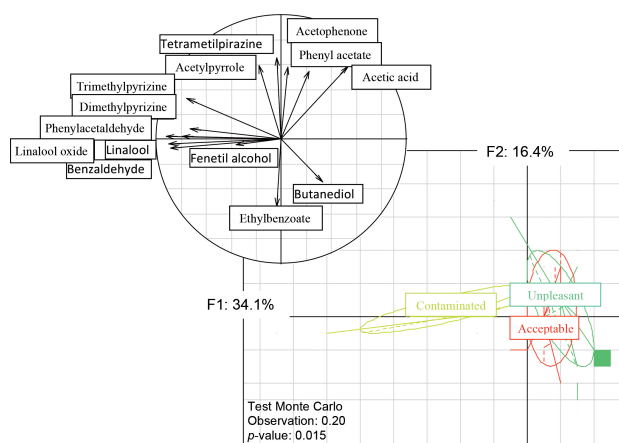 Acetophenone
Tetrametilpirazine
Phenyl acetate
Acetylpyrrole
Acetic acid
Trimethylpyrizine
Dimethylpyrizine
Phenylacetaldehyde
Linalool oxide
Linalool
Fenetil alcohol
Benzaldehyde
Butanediol
Ethylbenzoate
F2: 16.4%
F1: 34.1%
Contaminated
Unpleasant
Acceptable
Test Monte Carlo
Observation: 0.20
p-value: 0.015